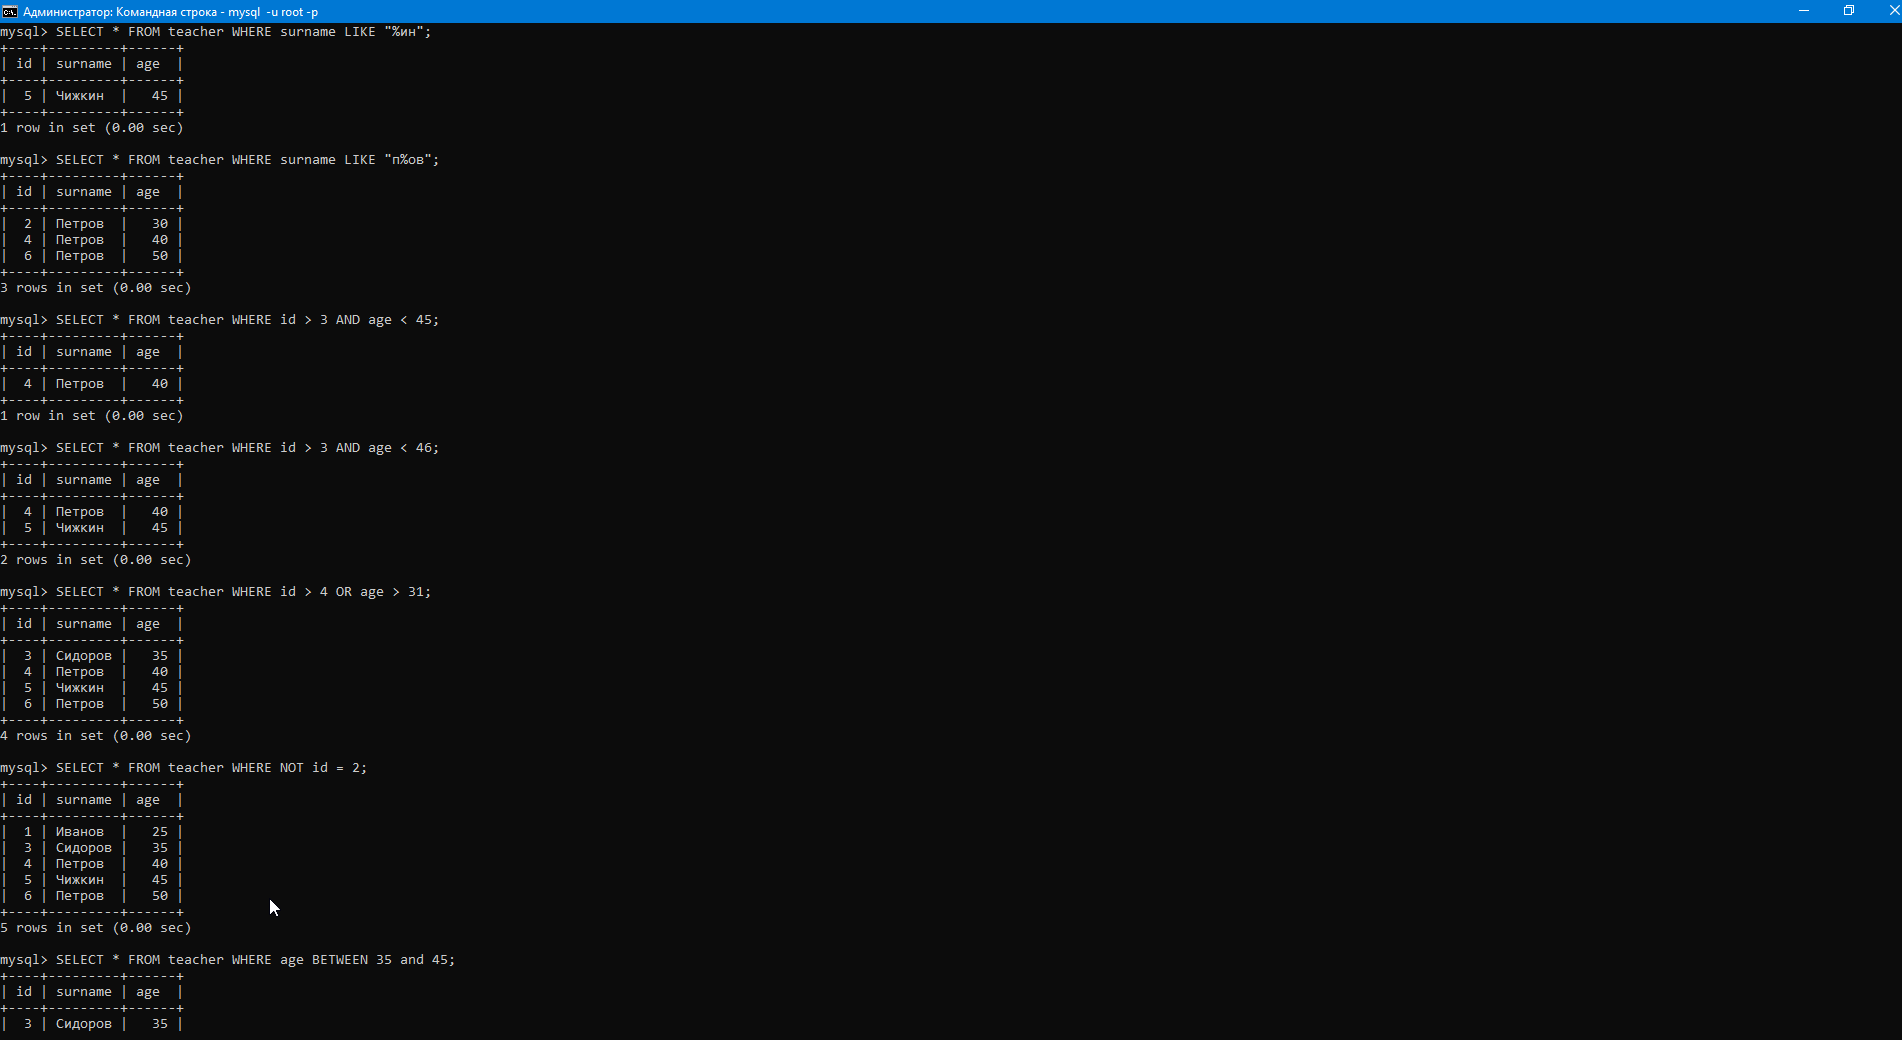 Администратор: Командная строка - mysql  -u root -p
mysql> SELECT * FROM teacher WHERE surname LIKE "%ин";
+----+---------+------+
| id | surname | age  |
+----+---------+------+
|  5 | Чижкин  |   45 |
+----+---------+------+
1 row in set (0.00 sec)

mysql> SELECT * FROM teacher WHERE surname LIKE "п%ов";
+----+---------+------+
| id | surname | age  |
+----+---------+------+
|  2 | Петров  |   30 |
|  4 | Петров  |   40 |
|  6 | Петров  |   50 |
+----+---------+------+
3 rows in set (0.00 sec)

mysql> SELECT * FROM teacher WHERE id > 3 AND age < 45;
+----+---------+------+
| id | surname | age  |
+----+---------+------+
|  4 | Петров  |   40 |
+----+---------+------+
1 row in set (0.00 sec)

mysql> SELECT * FROM teacher WHERE id > 3 AND age < 46;
+----+---------+------+
| id | surname | age  |
+----+---------+------+
|  4 | Петров  |   40 |
|  5 | Чижкин  |   45 |
+----+---------+------+
2 rows in set (0.00 sec)

mysql> SELECT * FROM teacher WHERE id > 4 OR age > 31;
+----+---------+------+
| id | surname | age  |
+----+---------+------+
|  3 | Сидоров |   35 |
|  4 | Петров  |   40 |
|  5 | Чижкин  |   45 |
|  6 | Петров  |   50 |
+----+---------+------+
4 rows in set (0.00 sec)

mysql> SELECT * FROM teacher WHERE NOT id = 2;
+----+---------+------+
| id | surname | age  |
+----+---------+------+
|  1 | Иванов  |   25 |
|  3 | Сидоров |   35 |
|  4 | Петров  |   40 |
|  5 | Чижкин  |   45 |
|  6 | Петров  |   50 |
+----+---------+------+
5 rows in set (0.00 sec)

mysql> SELECT * FROM teacher WHERE age BETWEEN 35 and 45;
+----+---------+------+
| id | surname | age  |
+----+---------+------+
|  3 | Сидоров |   35 |